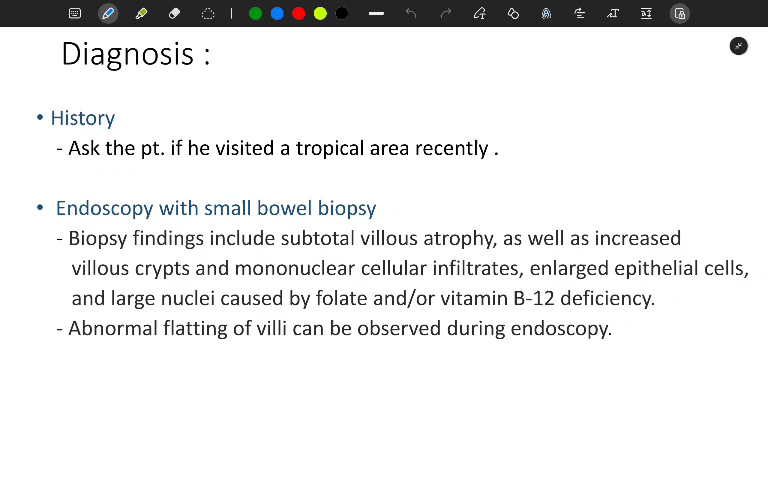 Diagnosis :
• History
- Ask the pt. if he visited a tropical area recently .
• Endoscopy with small bowel biopsy
- Biopsy findings include subtotal villous atrophy, as well as increased
villous crypts and mononuclear cellular infiltrates, enlarged epithelial cells,
and large nuclei caused by folate and/or vitamin B-12 deficiency.
- Abnormal flatting of villi can be observed during endoscopy.